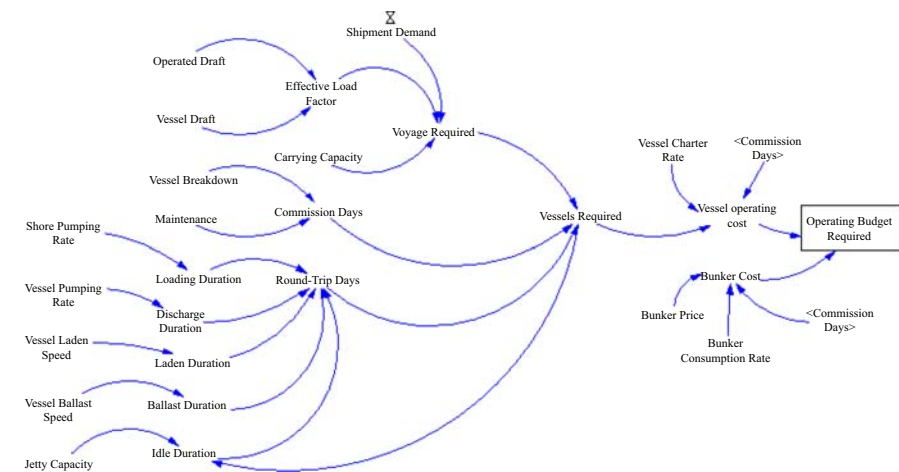 Shipment Demand
Operated Draft
Effective Load
Factor
Vessel Draft
Voyage Required
Carrying Capacity
Vessel Breakdown
Maintenance
Commission Days
Vessels Required
Vessel Charter
Rate
<Commission
Days>
Vessel operating
cost
Operating Budget
Required
Shore Pumping
Rate
Loading Duration
Round-Trip Days
Bunker Cost
Vessel Pumping
Rate
Discharge
Duration
Bunker Price
<Commission
Days>
Bunker
Consumption Rate
Vessel Laden
Speed
Laden Duration
Vessel Ballast
Speed
Ballast Duration
Jetty Capacity
Idle Duration